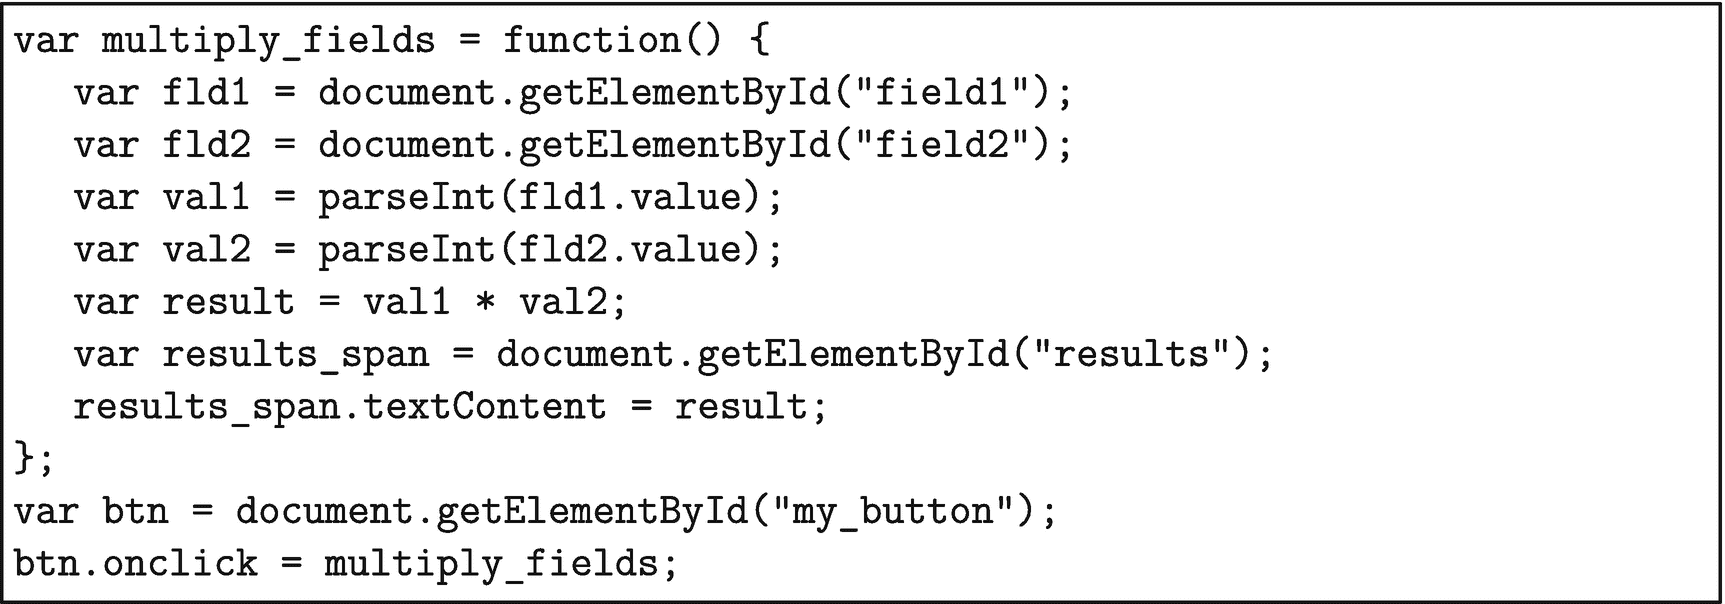 var multiply_fields = function() {
   var fld1 = document.getElementById("field1");
   var fld2 = document.getElementById("field2");
   var val1 = parseInt(fld1.value);
   var val2 = parseInt(fld2.value);
   var result = val1 * val2;
   var results_span = document.getElementById("results");
   results_span.textContent = result;
};
var btn = document.getElementById("my_button");
btn.onclick = multiply_fields;